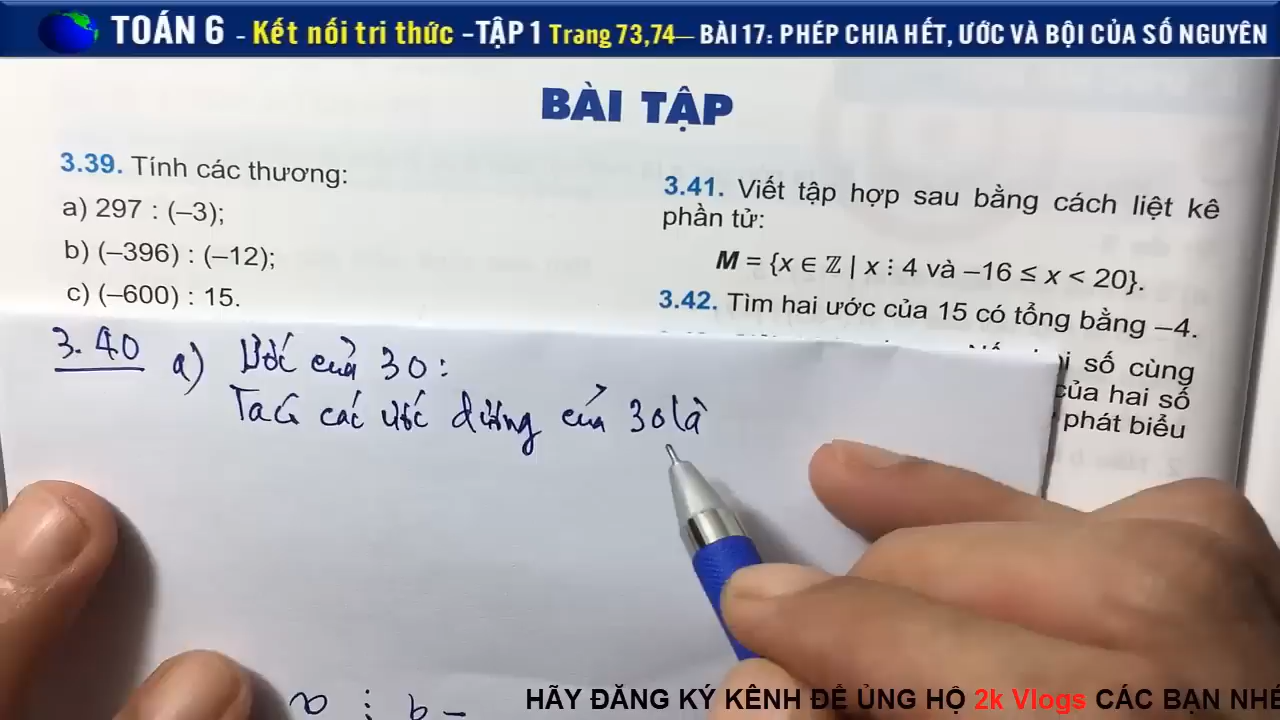 TOÁN 6 - Kết nối tri thức -TẬP 1 Trang 73,74– BÀI 17: PHÉP CHIA HẾT, ƯỚC VÀ BỘI CỦA SỐ NGUYÊN
BÀI TẬP
3.39. Tính các thương:
a) 297 : (–3);
b) (–396) : (–12);
c) (–600) : 15.
3.41. Viết tập hợp sau bằng cách liệt kê
phần tử:
M = {x ∈ ℤ | x ⋮ 4 và –16 ≤ x < 20}.
3.42. Tìm hai ước của 15 có tổng bằng –4.
số cùng
của hai số
phát biểu
3.40 a) Ước của 30:
Ta có các ước dương của 30 là
HÃY ĐĂNG KÝ KÊNH ĐỂ ỦNG HỘ 2k Vlogs CÁC BẠN NHÉ